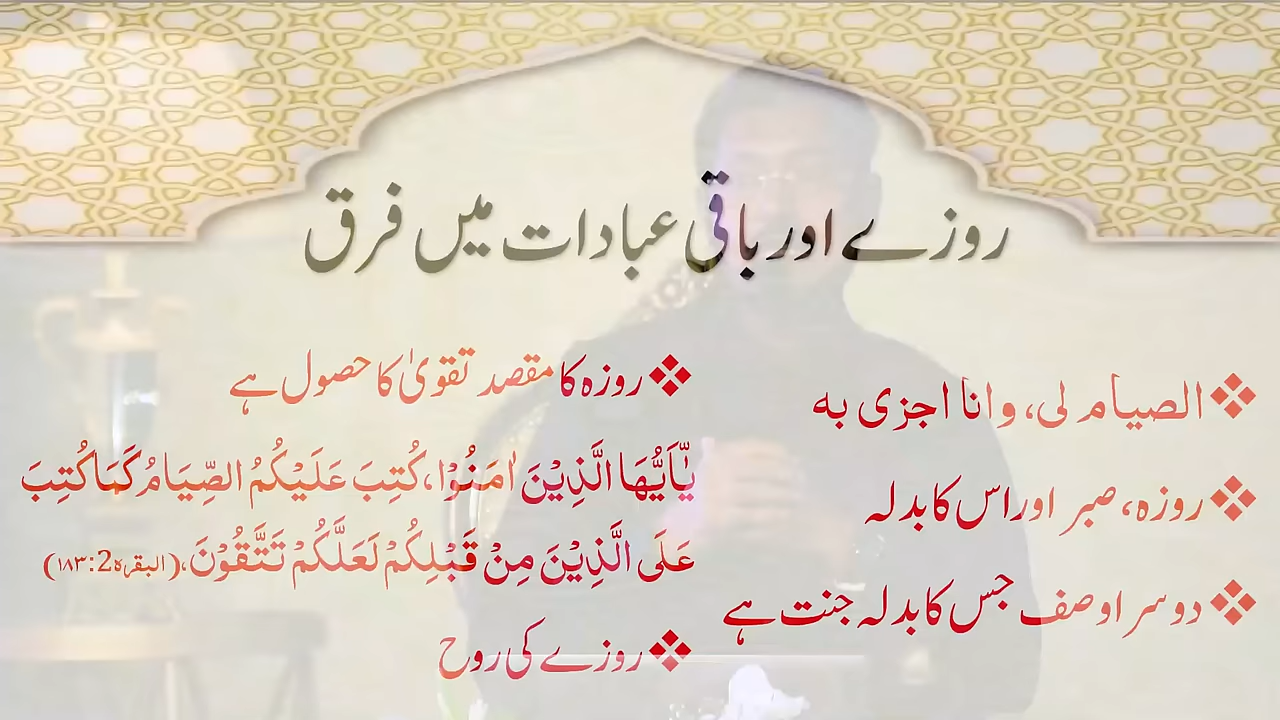 روزے اور باقی عبادات میں فرق
الصیام لی، وانا اجزی بہ
روزہ، صبر اور اس کا بدلہ
دوسرا وصف جس کا بدلہ جنت ہے
روزہ کا مقصد تقویٰ کا حصول ہے
يٰٓاَيُّهَا الَّذِيْنَ اٰمَنُوْا، كُتِبَ عَلَيْكُمُ الصِّيَامُ كَمَا كُتِبَ
عَلَى الَّذِيْنَ مِنْ قَبْلِكُمْ لَعَلَّكُمْ تَتَّقُوْنَ، (البقرہ 2:۱۸۳)
روزے کی روح